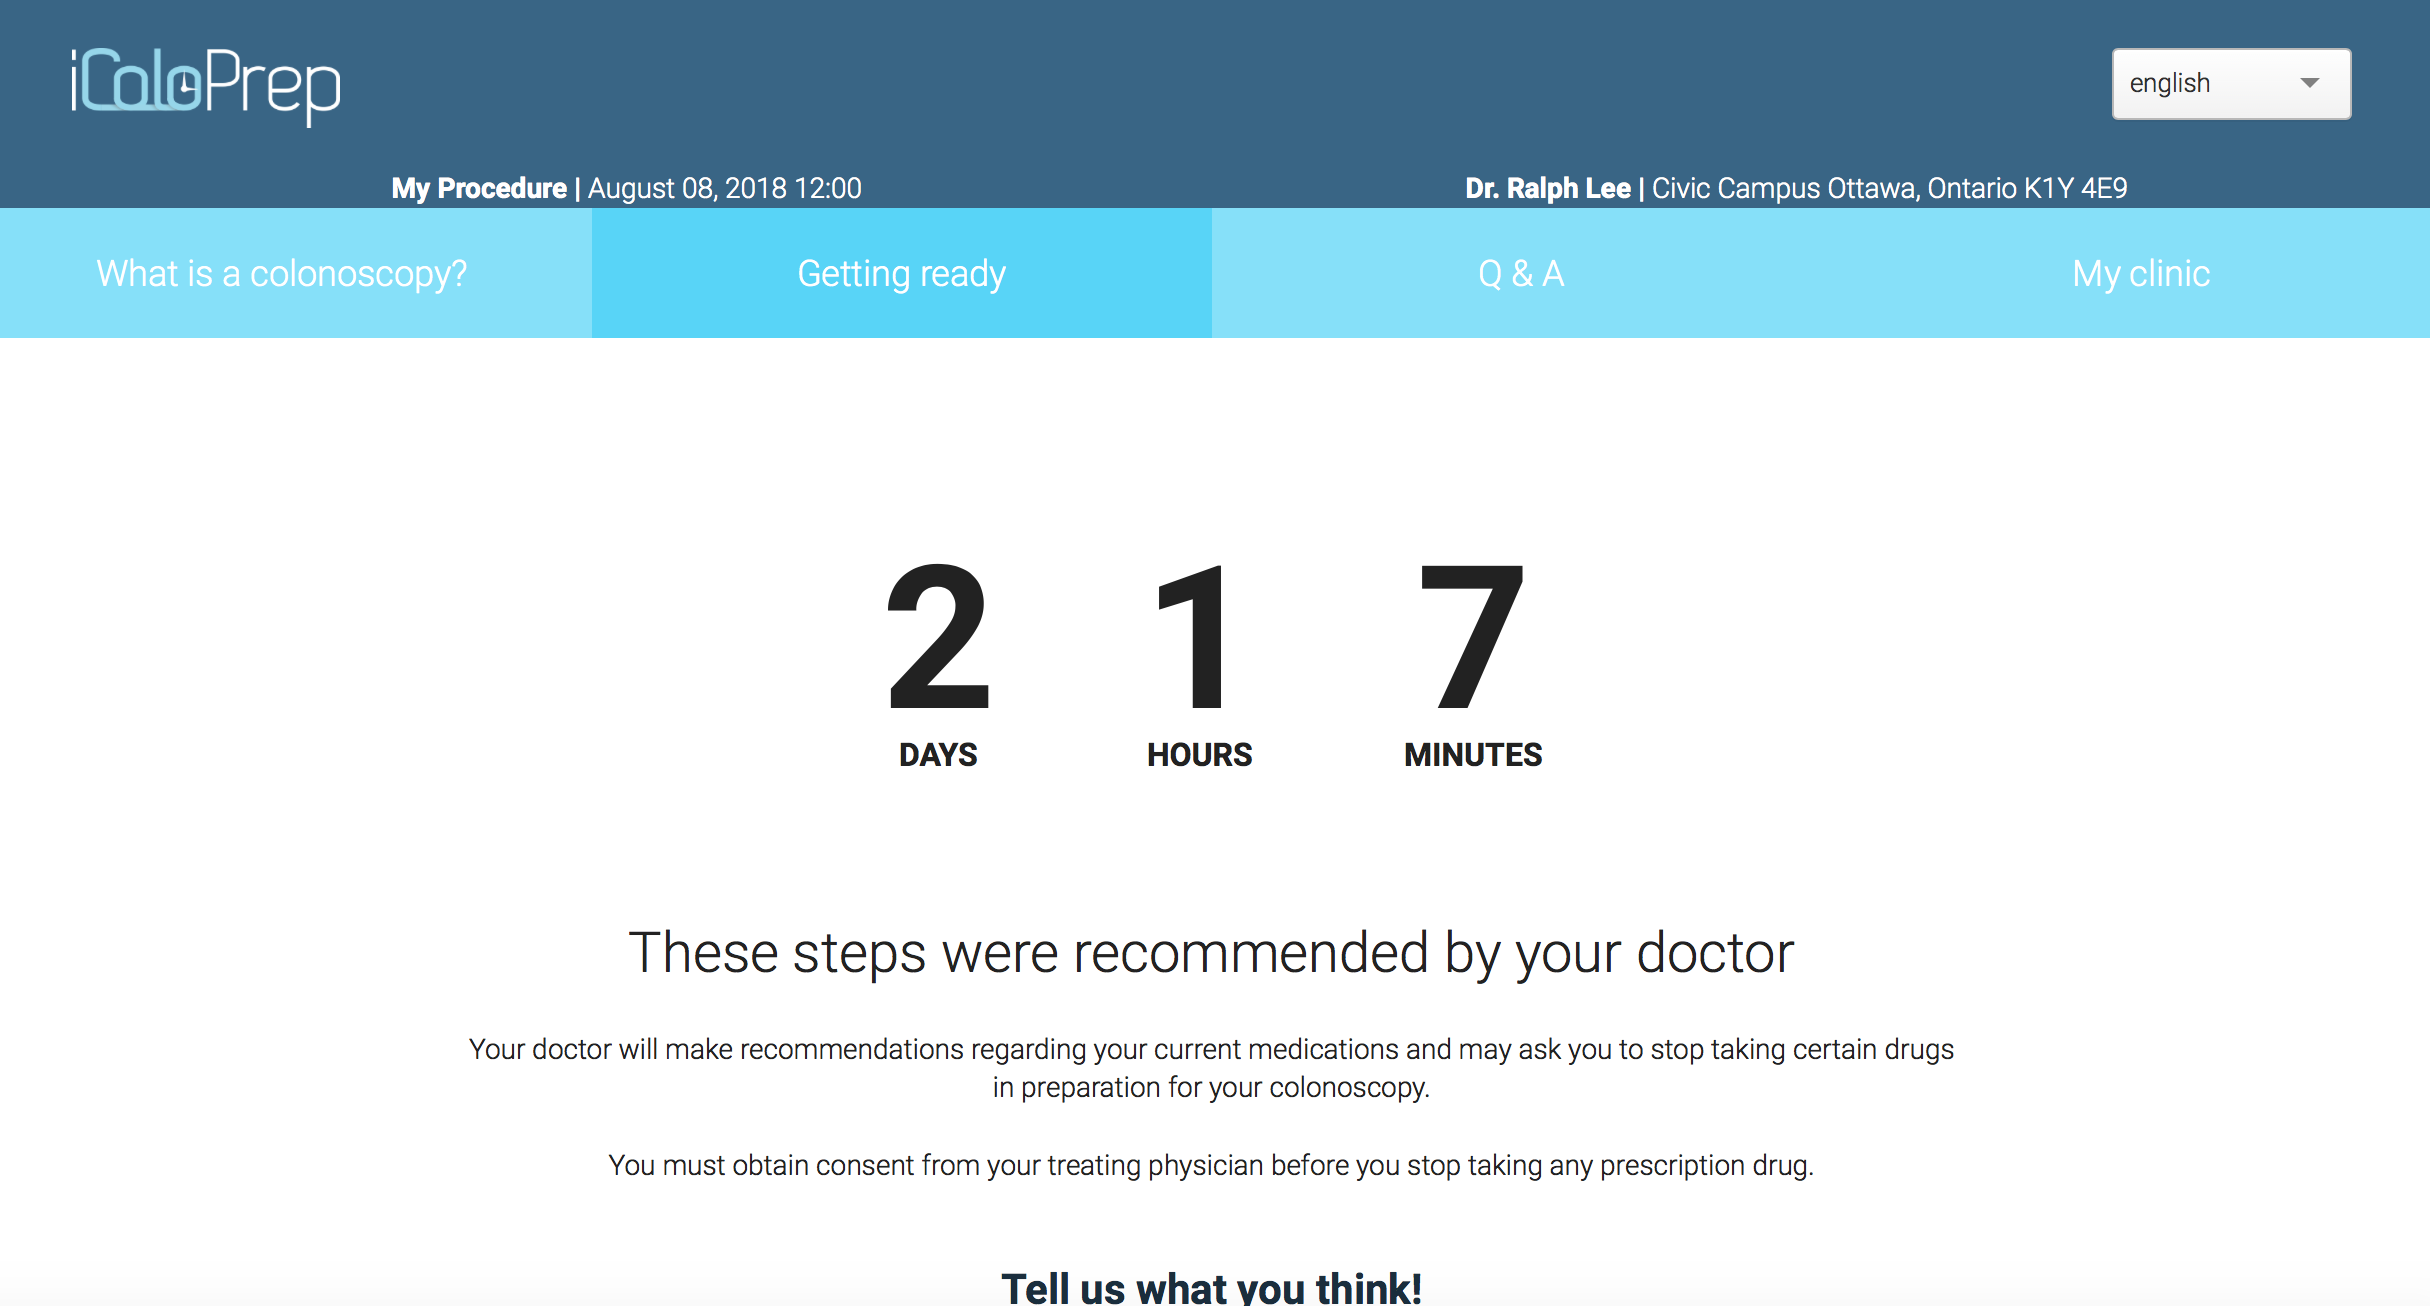 iColoPrep
english
My Procedure | August 08, 2018 12:00
Dr. Ralph Lee | Civic Campus Ottawa, Ontario K1Y 4E9
What is a colonoscopy?
Getting ready
Q & A
My clinic
2 1 7
DAYS HOURS MINUTES
These steps were recommended by your doctor
Your doctor will make recommendations regarding your current medications and may ask you to stop taking certain drugs
in preparation for your colonoscopy.
You must obtain consent from your treating physician before you stop taking any prescription drug.
Tell us what you think!